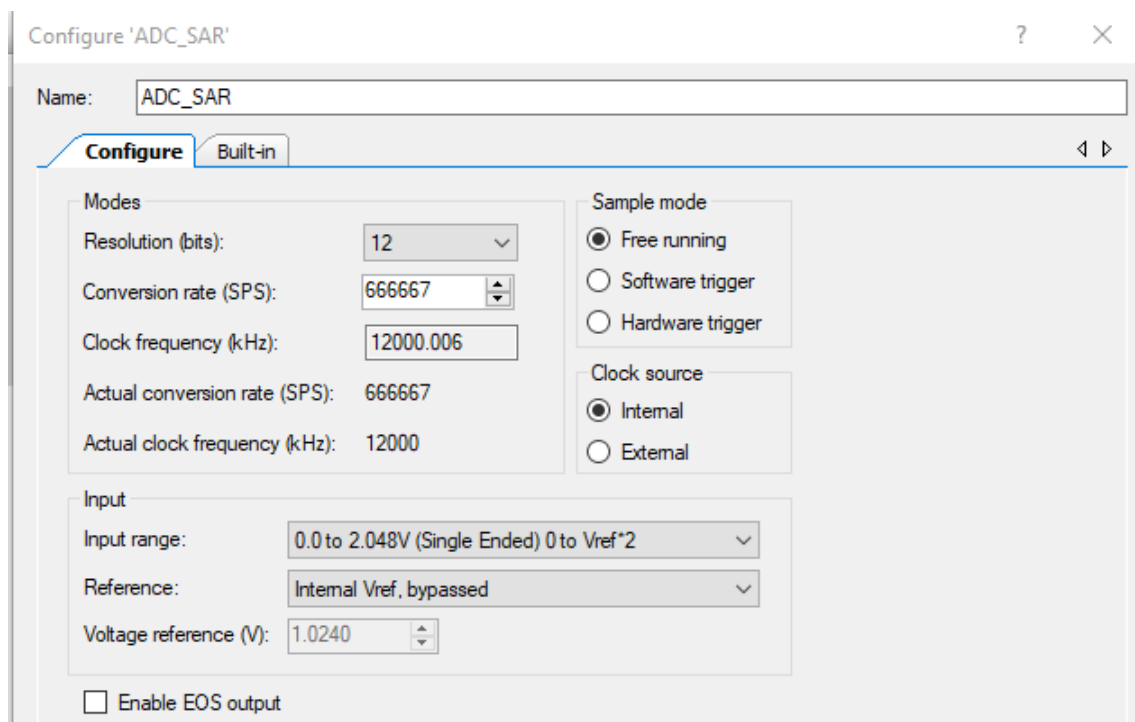 Configure 'ADC_SAR'
Name: ADC_SAR
Configure Built-in
Modes
Resolution (bits): 12
Conversion rate (SPS): 666667
Clock frequency (kHz): 12000.006
Actual conversion rate (SPS): 666667
Actual clock frequency (kHz): 12000
Sample mode
Free running
Software trigger
Hardware trigger
Clock source
Internal
External
Input
Input range: 0.0 to 2.048V (Single Ended) 0 to Vref*2
Reference: Internal Vref, bypassed
Voltage reference (V): 1.0240
Enable EOS output